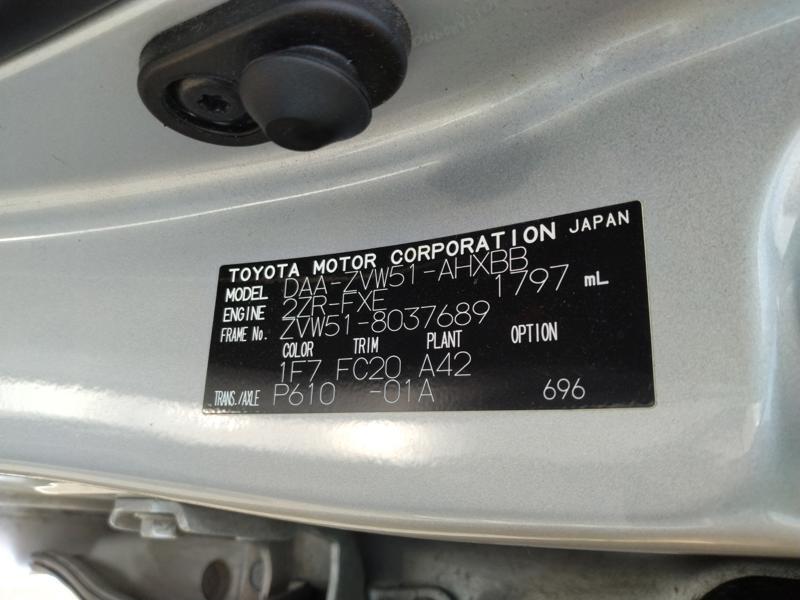 TOYOTA MOTOR CORPORATION JAPAN
MODEL DAA-ZVW51-AHXBB
ENGINE 2ZR-FXE 1797 mL
FRAME No. ZVW51-8037689
COLOR TRIM PLANT OPTION
1F7 FC20 A42
TRANS./AXLE P610 -01A 696